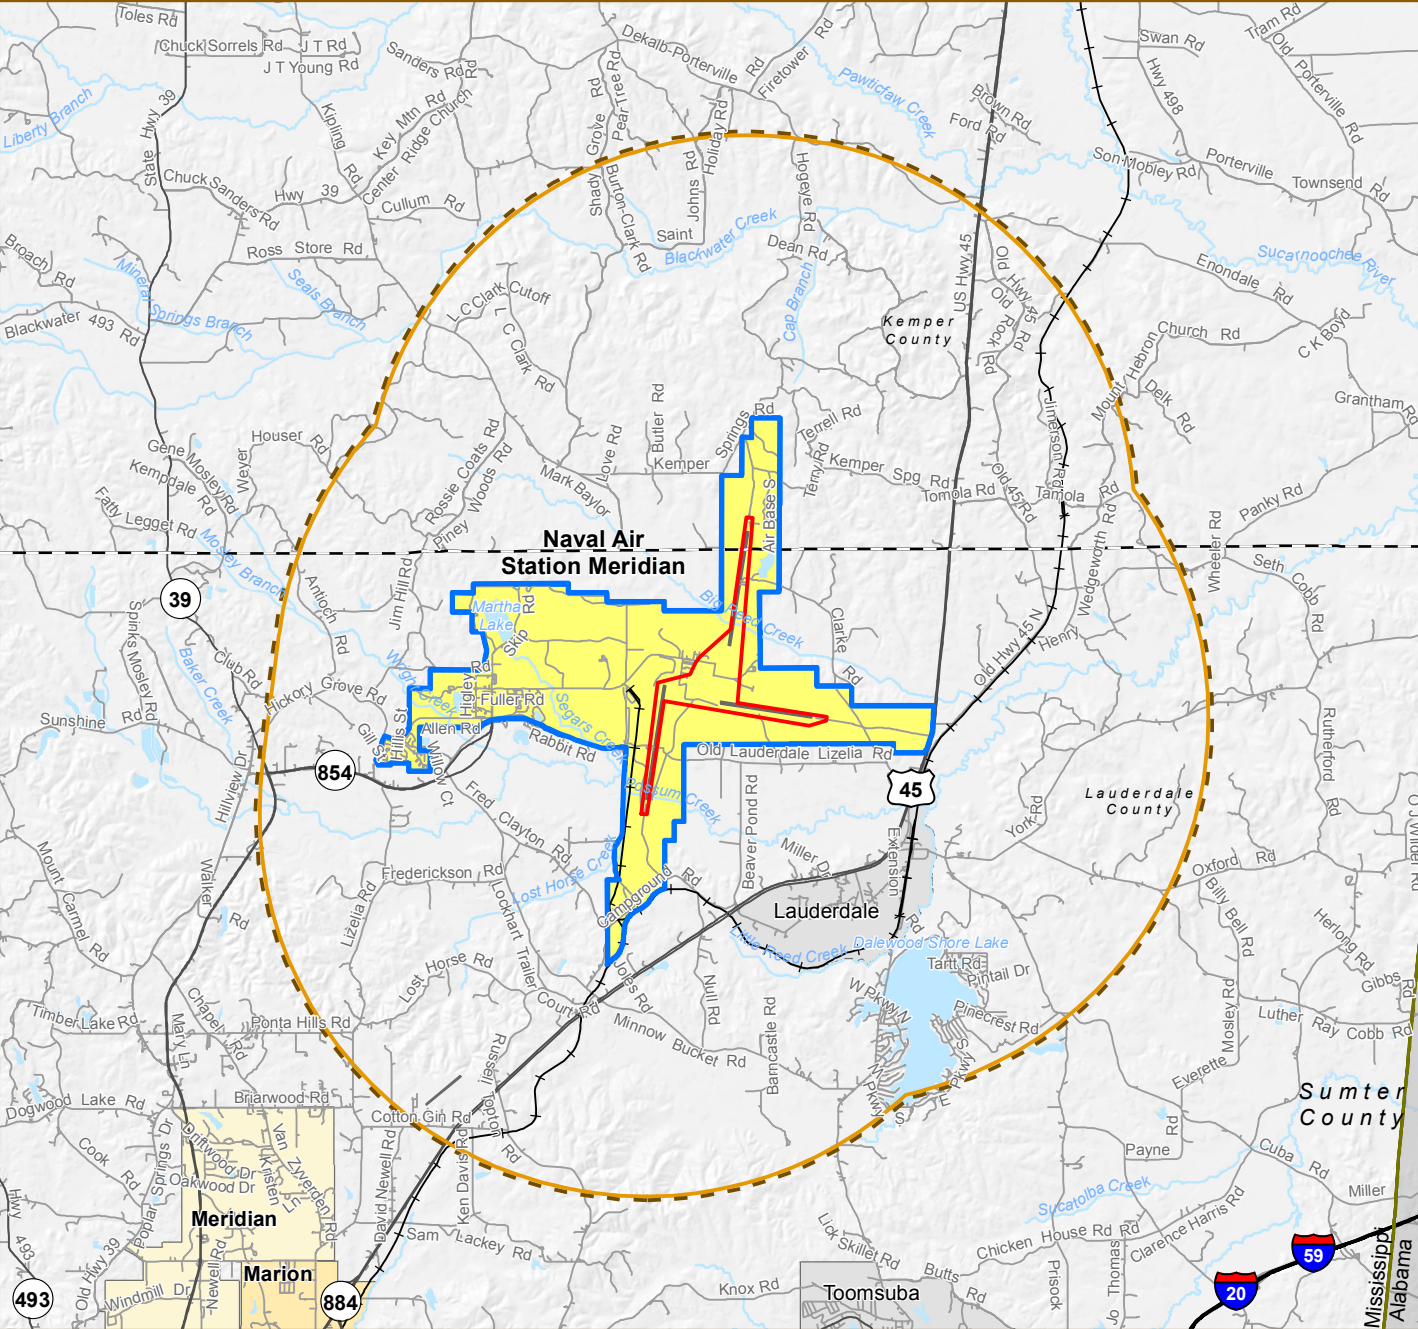 Toles Rd
Chuck Sorrels Rd
J T Rd
J T Young Rd
Sanders Rd
Dekalb-Porterville Rd
Firetower Rd
Swan Rd
Tram Rd
Old Porterville Rd
Hwy 498
Liberty Branch
State Hwy 39
Kipling Rd
Key Mtn Rd
Center Ridge Church Rd
Shady Grove Rd
Pear Tree Rd
Pawticfaw Creek
Brown Rd
Ford Rd
Son Mobley Rd
Porterville
Townsend Rd
Chuck Sanders Rd
Hwy 39
Cullum Rd
Burton-Clark Rd
Johns Rd
Holiday Rd
Hogeye Rd
Saint
Blackwater Creek
Dean Rd
Ross Store Rd
Broach Rd
Mineral Springs Branch
Seals Branch
US Hwy 45
Old Hwy 45 Rd
Old Rock Rd
Enondale Rd
Sucarnoochee River
Blackwater 493 Rd
L C Clark Cutoff
L C Clark Rd
Cap Branch
Kemper
County
Church Rd
C K Boyd
Mount Hebron
Delk Rd
Grantham Rd
Jimerson Rd
Houser Rd
Gene Mosley Rd
Kempdale Rd
Weyer
Rossie Coats Rd
Piney Woods Rd
Love Rd
Butler Rd
Kemper Springs Rd
Terrell Rd
Terry Rd
Kemper Spg Rd
Tomola Rd
Old 45 Rd
Tamola Rd
Mark Baylor
Fatty Legget Rd
Mosley Branch
Air Base S
Panky Rd
Wheeler Rd
Wedgeworth Rd
Seth Cobb Rd
Naval Air
Station Meridian
39
Antioch Rd
Jim Hill Rd
Martha
Lake
Skip Rd
Big Reed Creek
Clarke Rd
Old Hwy 45 N
Henry
Spinks Mosley Rd
Baker Creek
Club Rd
Hickory Grove Rd
Wright Creek
Higley Rd
Fuller Rd
Allen Rd
Segars Creek
Rabbit Rd
Old Lauderdale Lizelia Rd
Sunshine Rd
Gill St
Hillis St
Willow Ct
854
Hillview Dr
45
Lauderdale
County
Rutherford Rd
O J Wilder Rd
Possum Creek
Fred Clayton Rd
Beaver Pond Rd
Miller Dr
Extension Rd
York Rd
Oxford Rd
Mount Carmel Rd
Walker Rd
Frederickson Rd
Lost Horse Creek
Campground Rd
Lauderdale
Lizelia Rd
Lockhart Trailer Court Rd
Little Reed Creek
Dalewood Shore Lake
Billy Bell Rd
Herlong Rd
Tartt Rd
Pintail Dr
Gibbs Rd
Lost Horse Rd
Joles Rd
Null Rd
W Pkwy N
Pinecrest Rd
Timber Lake Rd
Chapel Rd
Mary Ln
Ponta Hills Rd
Minnow Bucket Rd
Barncastle Rd
Mosley Rd
Luther Ray Cobb Rd
Russell Topton Rd
Everette Rd
Sumter
County
Dogwood Lake Rd
Briarwood Rd
Cotton Gin Rd
Cook Rd
Poplar Springs Dr
Driftwood Dr
Oakwood Dr
Kristen Ln
Van Zyverden Rd
David Newell Rd
Ken Davis Rd
Payne
Cuba Rd
Miller
Sucatolba Creek
Meridian
Sam Lackey Rd
Lick Skillet Rd
Chicken House Rd Rd
Clarence Harris Rd
Hwy 493
Old Hwy 39
Newell Rd
Marion
Windmill Dr
493
884
Knox Rd
Toomsuba
Butts Rd
Prisock
Jo Thomas
20
59
Mississippi
Alabama